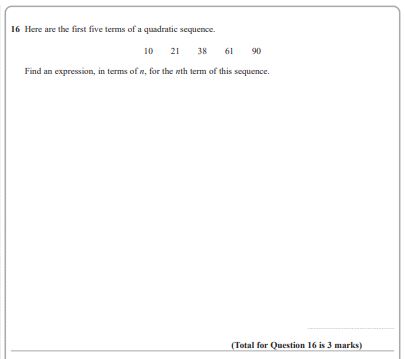 16 Here are the first five terms of a quadratic sequence.
10 21 38 61 90
Find an expression, in terms of n, for the nth term of this sequence.
(Total for Question 16 is 3 marks)